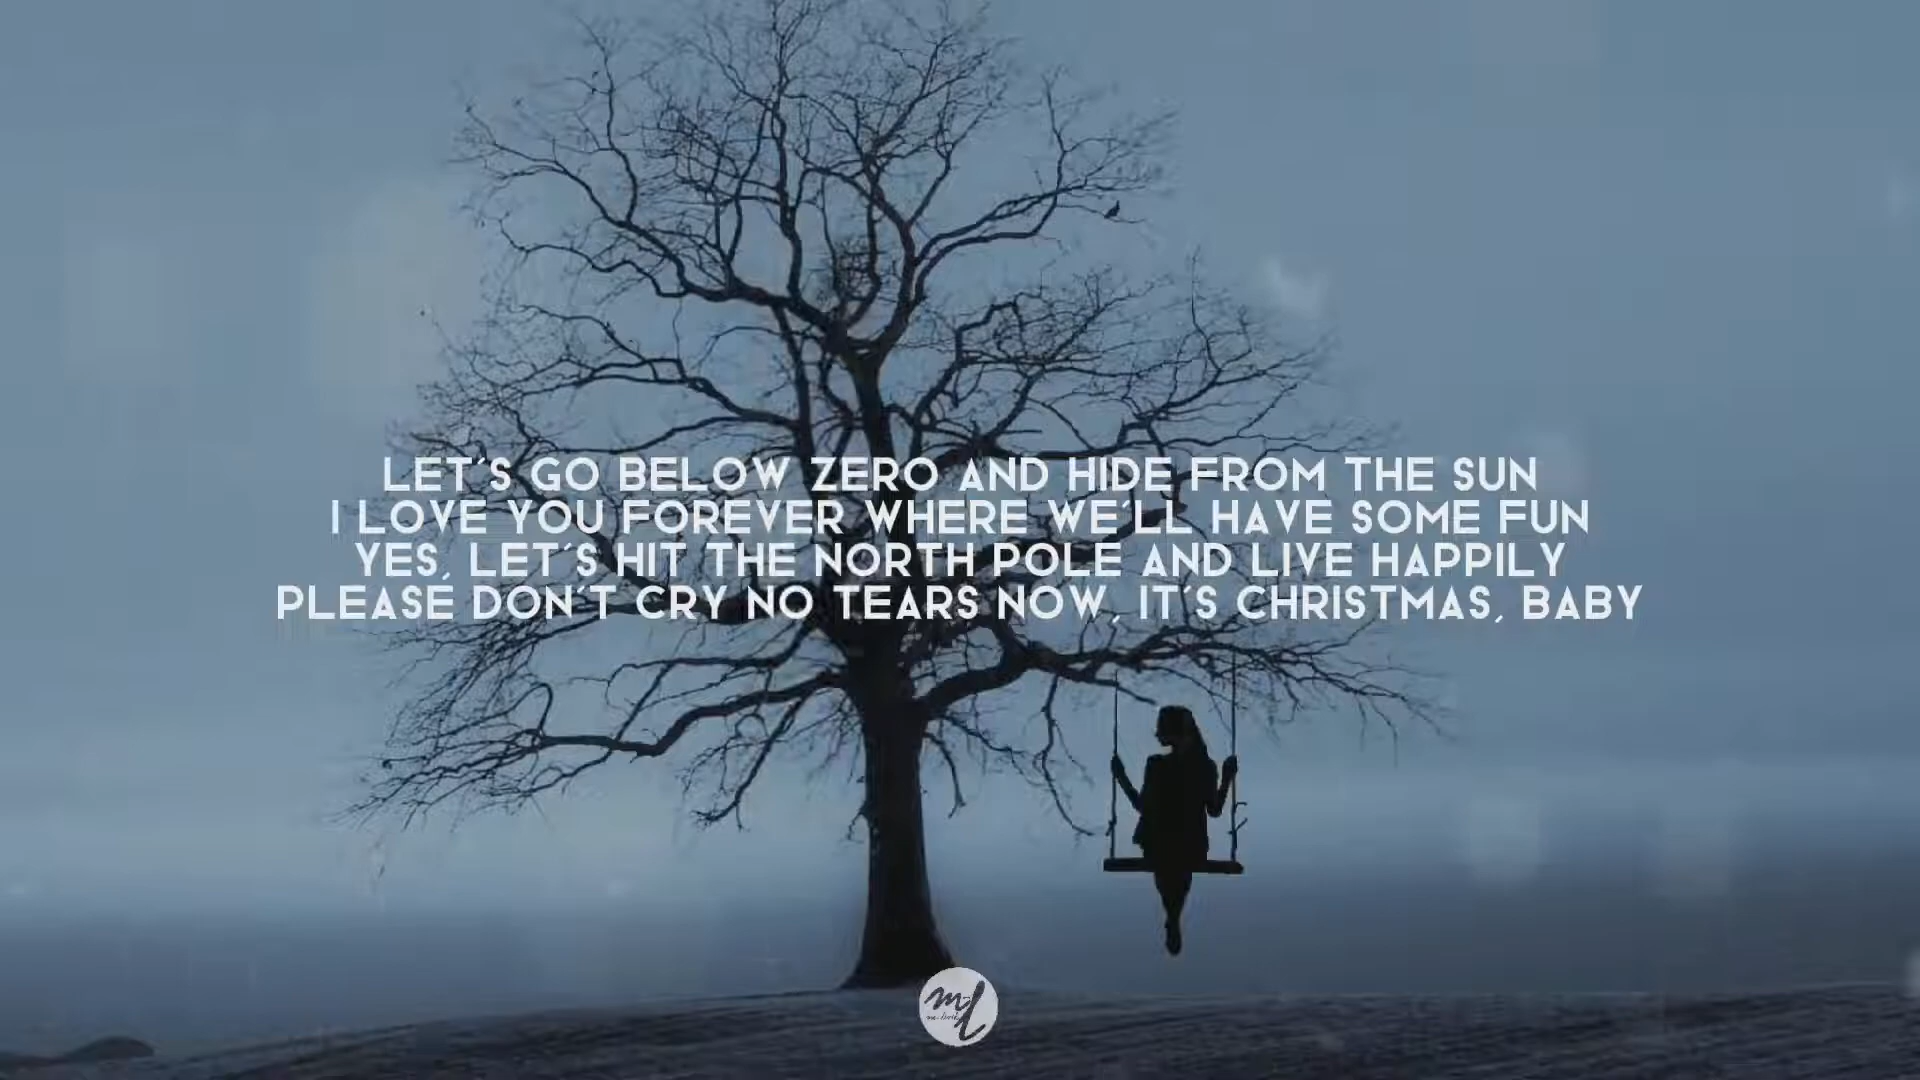 LET'S GO BELOW ZERO AND HIDE FROM THE SUN
I LOVE YOU FOREVER WHERE WE'LL HAVE SOME FUN
YES, LET'S HIT THE NORTH POLE AND LIVE HAPPILY
PLEASE DON'T CRY NO TEARS NOW, IT'S CHRISTMAS, BABY